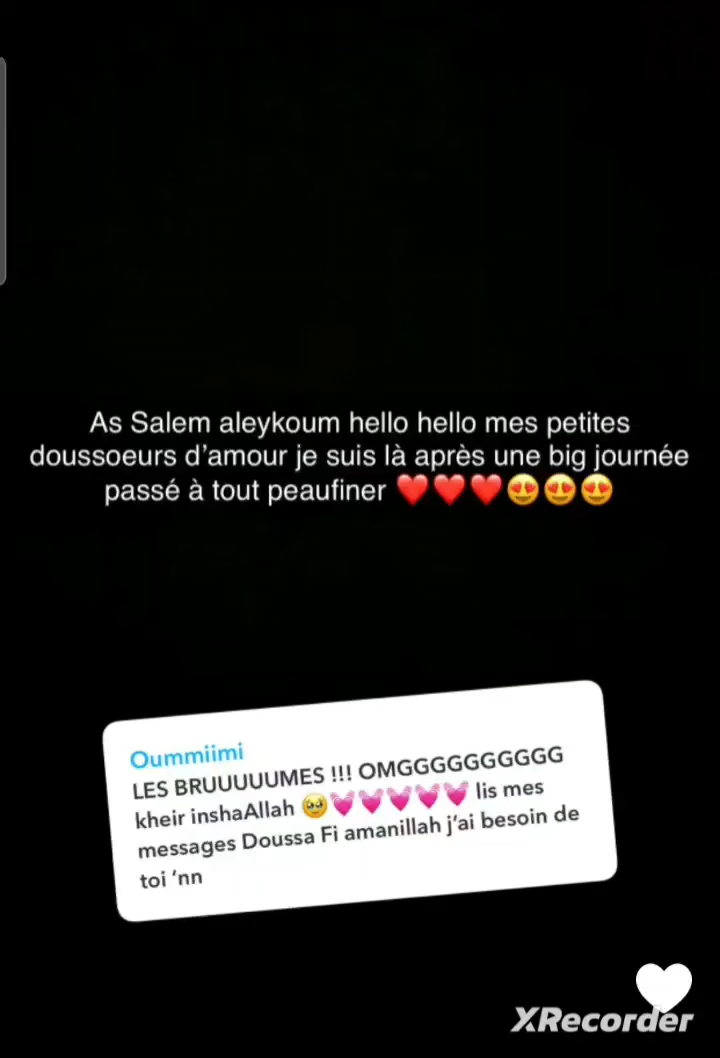 As Salem aleykoum hello hello mes petites
doussoeurs d’amour je suis là après une big journée
passé à tout peaufiner ❤️❤️❤️😍😍😍
Oummiimi
LES BRUUUUUMES !!! OMGGGGGGGGGG
kheir inshaAllah 🥹💓💓💓💓💓 lis mes
messages Doussa Fi amanillah j’ai besoin de
toi ‘nn
XRecorder